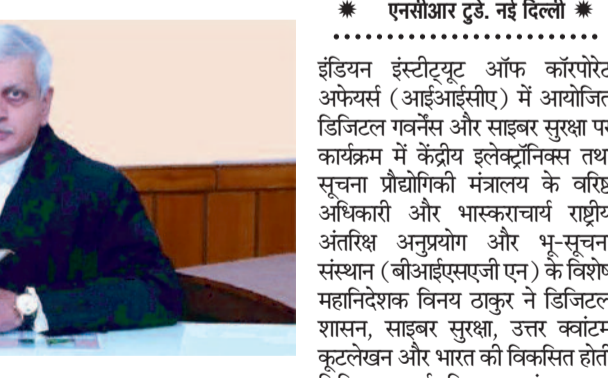 ✹ एनसीआर टुडे. नई दिल्ली ✹
इंडियन इंस्टीट्यूट ऑफ कॉरपोरेट
अफेयर्स (आईआईसीए) में आयोजित
डिजिटल गवर्नेंस और साइबर सुरक्षा पर
कार्यक्रम में केंद्रीय इलेक्ट्रॉनिक्स तथा
सूचना प्रौद्योगिकी मंत्रालय के वरिष्ठ
अधिकारी और भास्कराचार्य राष्ट्रीय
अंतरिक्ष अनुप्रयोग और भू-सूचना
संस्थान (बीआईएसएजी एन) के विशेष
महानिदेशक विनय ठाकुर ने डिजिटल
शासन, साइबर सुरक्षा, उत्तर क्वांटम
कूटलेखन और भारत की विकसित होती